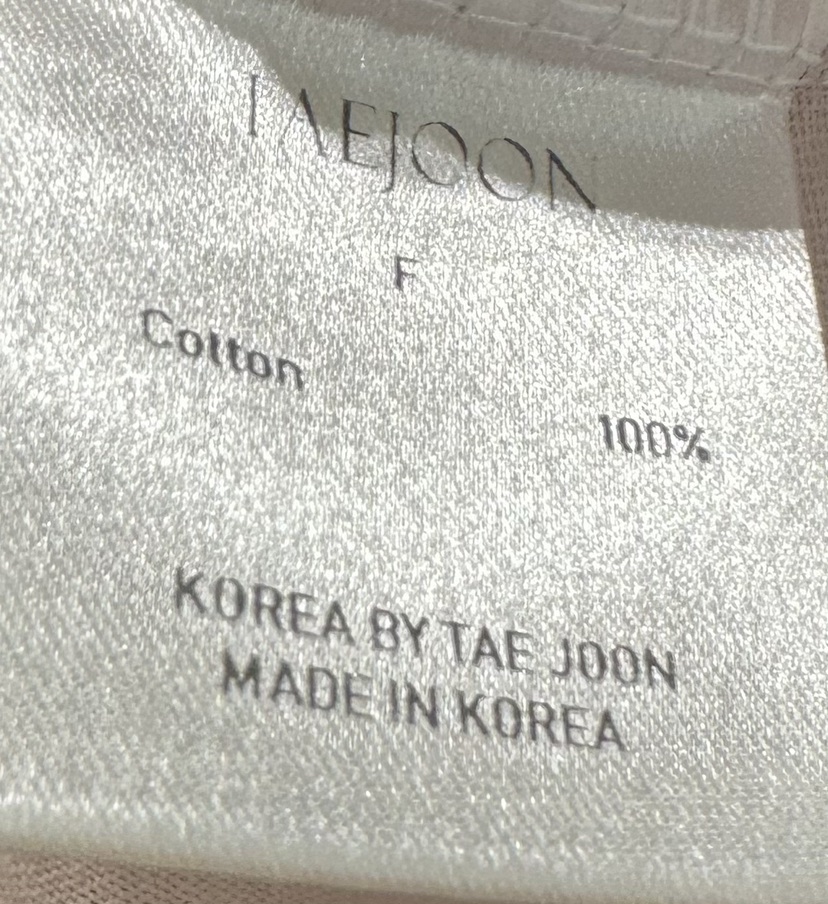 TAEJOON
F
Cotton 100%
KOREA BY TAE JOON
MADE IN KOREA